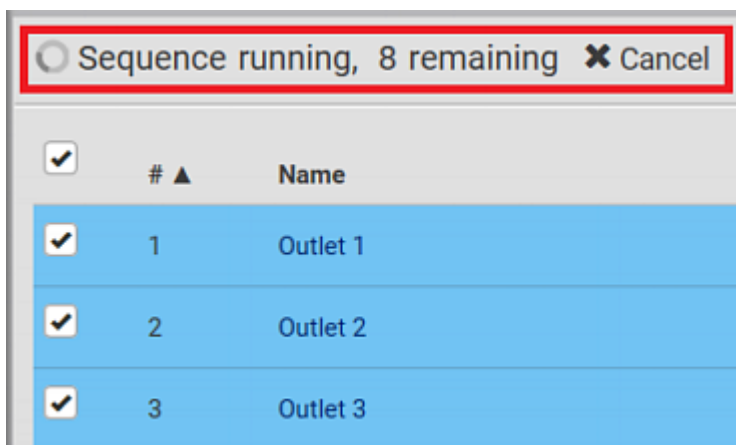 Sequence running, 8 remaining ✖ Cancel
# ▲ Name
1 Outlet 1
2 Outlet 2
3 Outlet 3